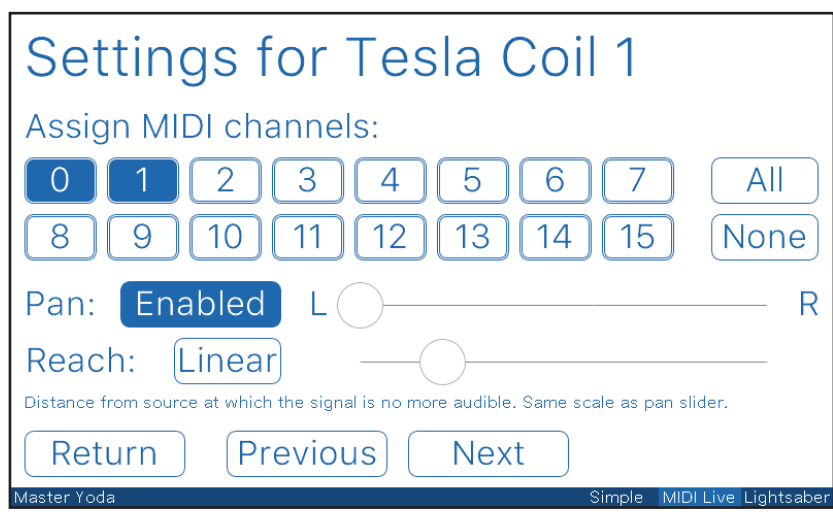 Settings for Tesla Coil 1
Assign MIDI channels:
0 1 2 3 4 5 6 7 All
8 9 10 11 12 13 14 15 None
Pan: Enabled L R
Reach: Linear
Distance from source at which the signal is no more audible. Same scale as pan slider.
Return Previous Next
Master Yoda Simple MIDI Live Lightsaber